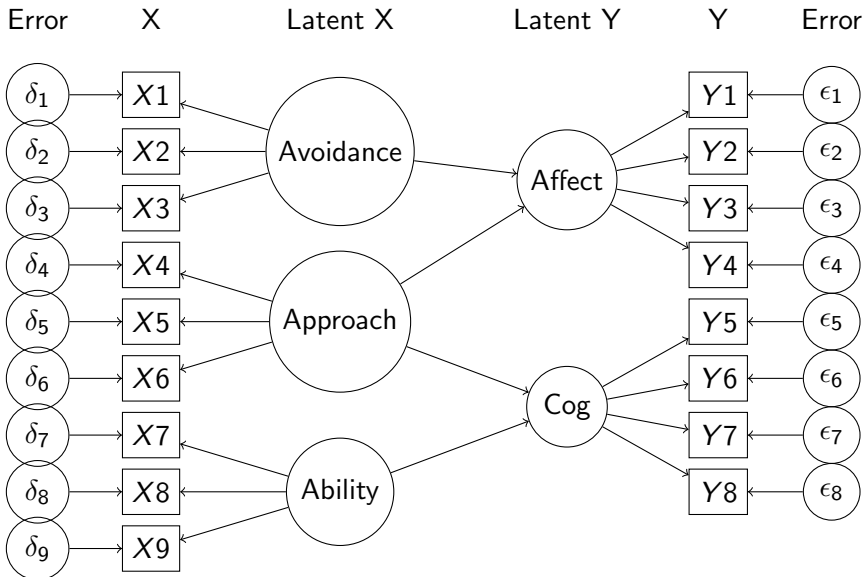 Error X Latent X Latent Y Y Error
δ1 X1 Y1 ϵ1
Avoidance
δ2 X2 Y2 ϵ2
Affect
δ3 X3 Y3 ϵ3
δ4 X4 Y4 ϵ4
δ5 X5 Approach Y5 ϵ5
δ6 X6 Y6 ϵ6
Cog
δ7 X7 Y7 ϵ7
δ8 X8 Ability Y8 ϵ8
δ9 X9